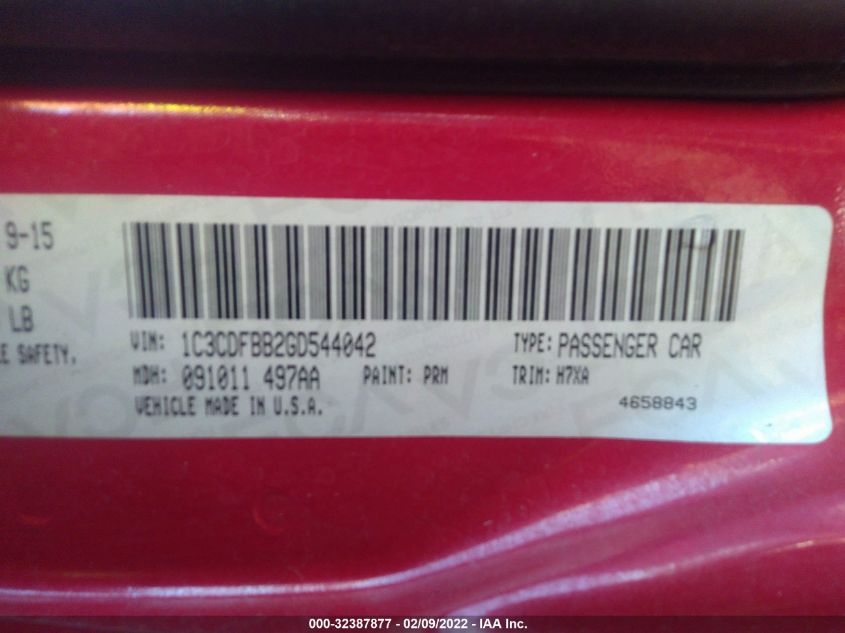 9-15
KG
LB
E SAFETY,
VIN: 1C3CDFBB2GD544042 TYPE: PASSENGER CAR
MDH: 091011 497AA PAINT: PRM TRIM: H7XA
VEHICLE MADE IN U.S.A. 4658843
000-32387877 - 02/09/2022 - IAA Inc.